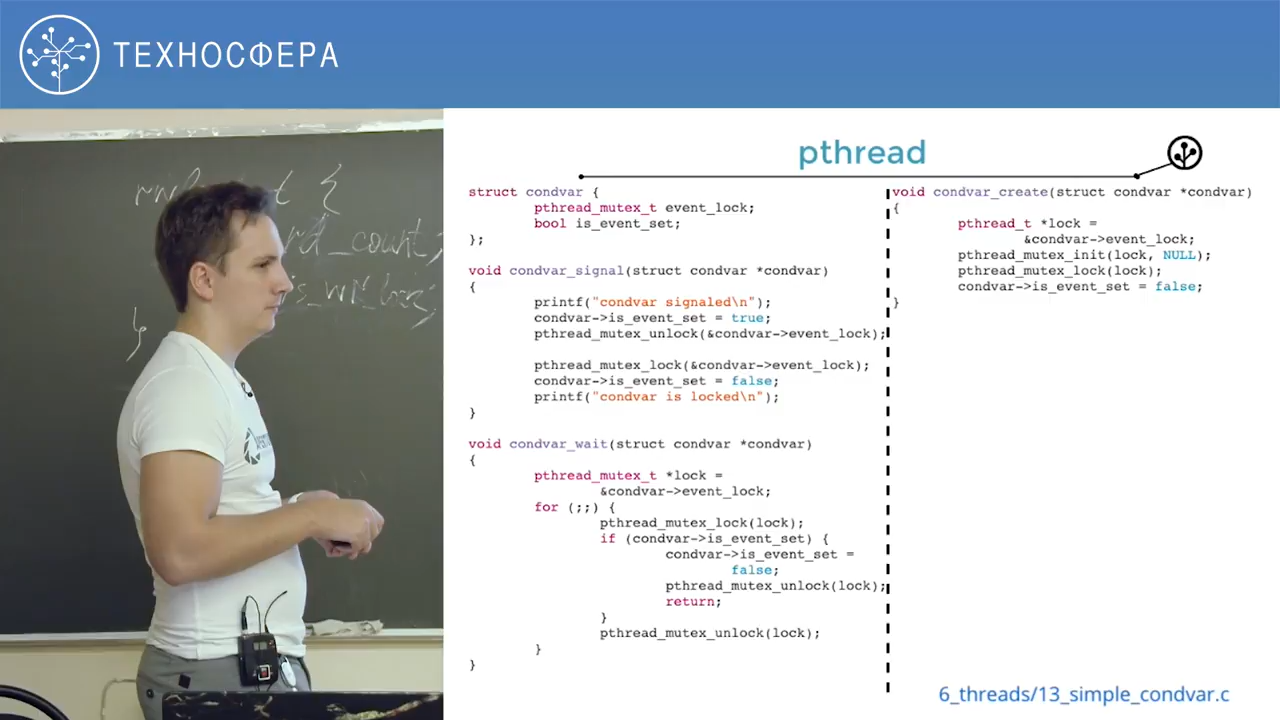 ТЕХНОСФЕРА
pthread
struct condvar {
pthread_mutex_t event_lock;
bool is_event_set;
};
void condvar_signal(struct condvar *condvar)
{
printf("condvar signaled\n");
condvar->is_event_set = true;
pthread_mutex_unlock(&condvar->event_lock);
pthread_mutex_lock(&condvar->event_lock);
condvar->is_event_set = false;
printf("condvar is locked\n");
}
void condvar_wait(struct condvar *condvar)
{
pthread_mutex_t *lock =
&condvar->event_lock;
for (;;) {
pthread_mutex_lock(lock);
if (condvar->is_event_set) {
condvar->is_event_set =
false;
pthread_mutex_unlock(lock);
return;
}
pthread_mutex_unlock(lock);
}
}
void condvar_create(struct condvar *condvar)
{
pthread_t *lock =
&condvar->event_lock;
pthread_mutex_init(lock, NULL);
pthread_mutex_lock(lock);
condvar->is_event_set = false;
}
6_threads/13_simple_condvar.c
{
rd_count;
}